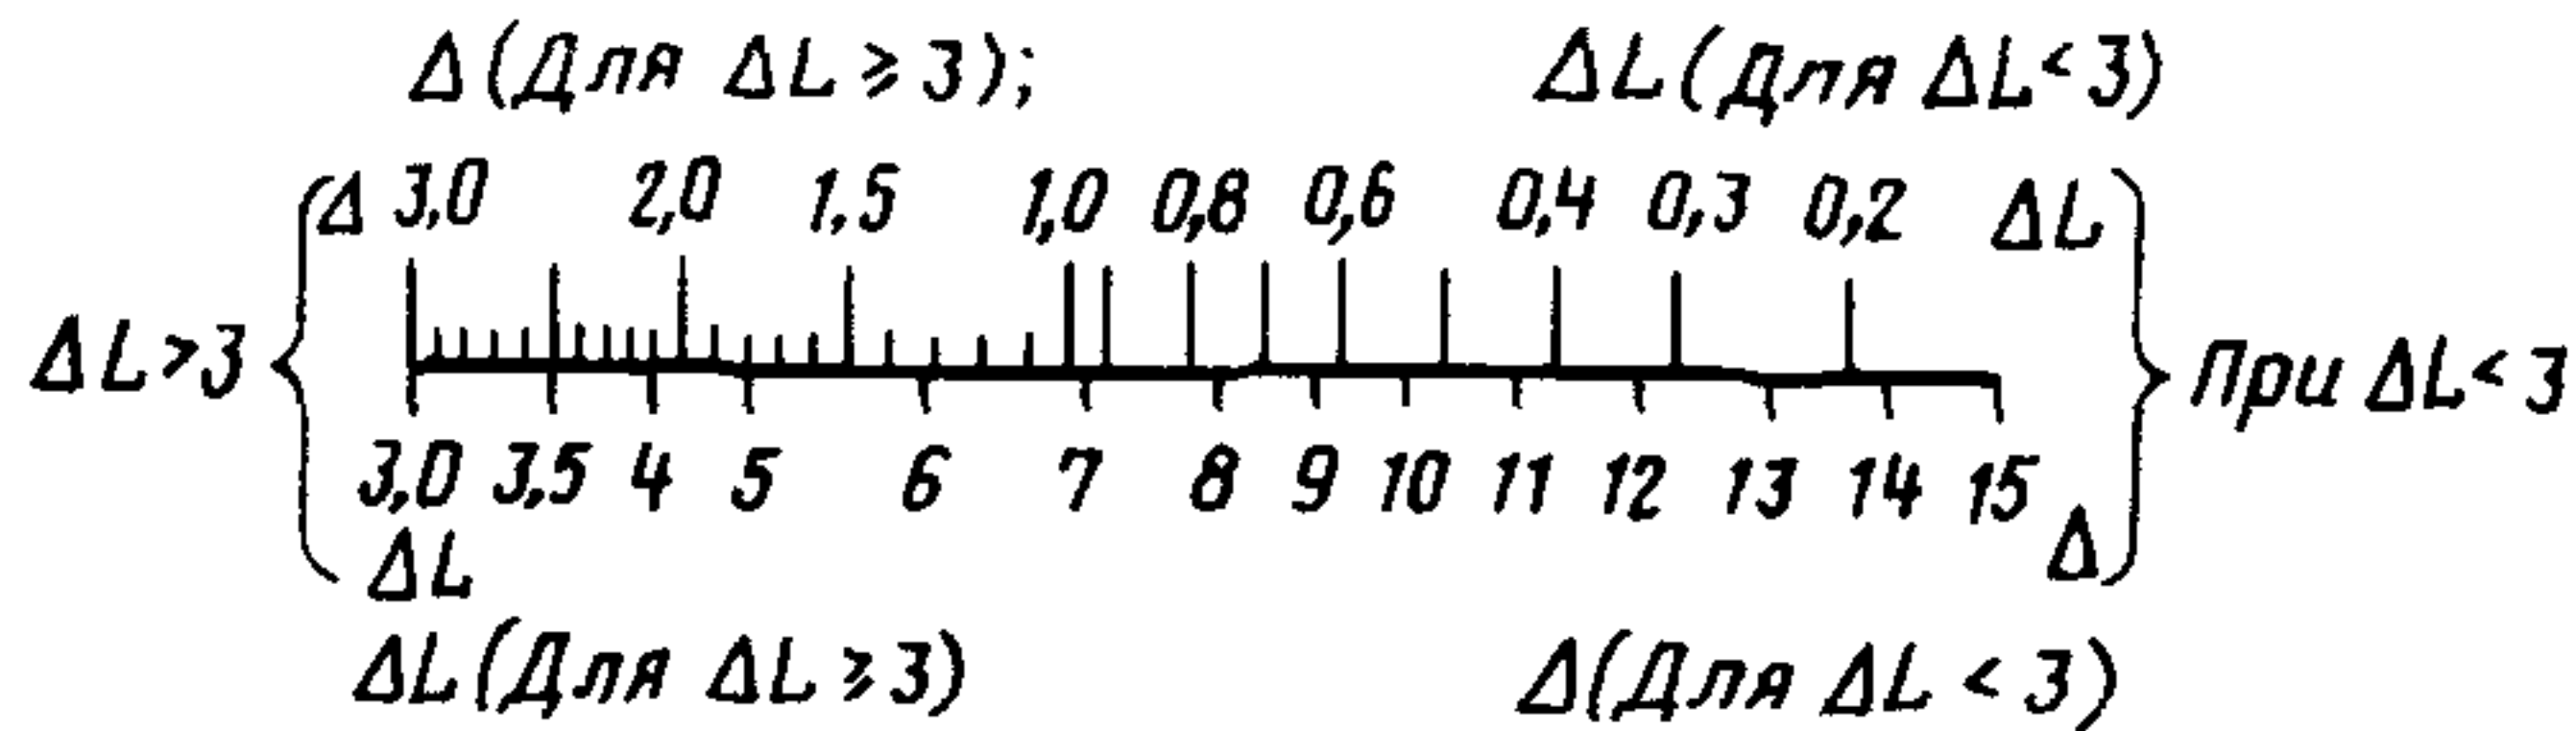 Δ (Для ΔL ⩾ 3); ΔL (Для ΔL < 3)
Δ 3,0 2,0 1,5 1,0 0,8 0,6 0,4 0,3 0,2 ΔL
ΔL > 3 При ΔL < 3
3,0 3,5 4 5 6 7 8 9 10 11 12 13 14 15
ΔL Δ
ΔL (Для ΔL ⩾ 3) Δ (Для ΔL < 3)